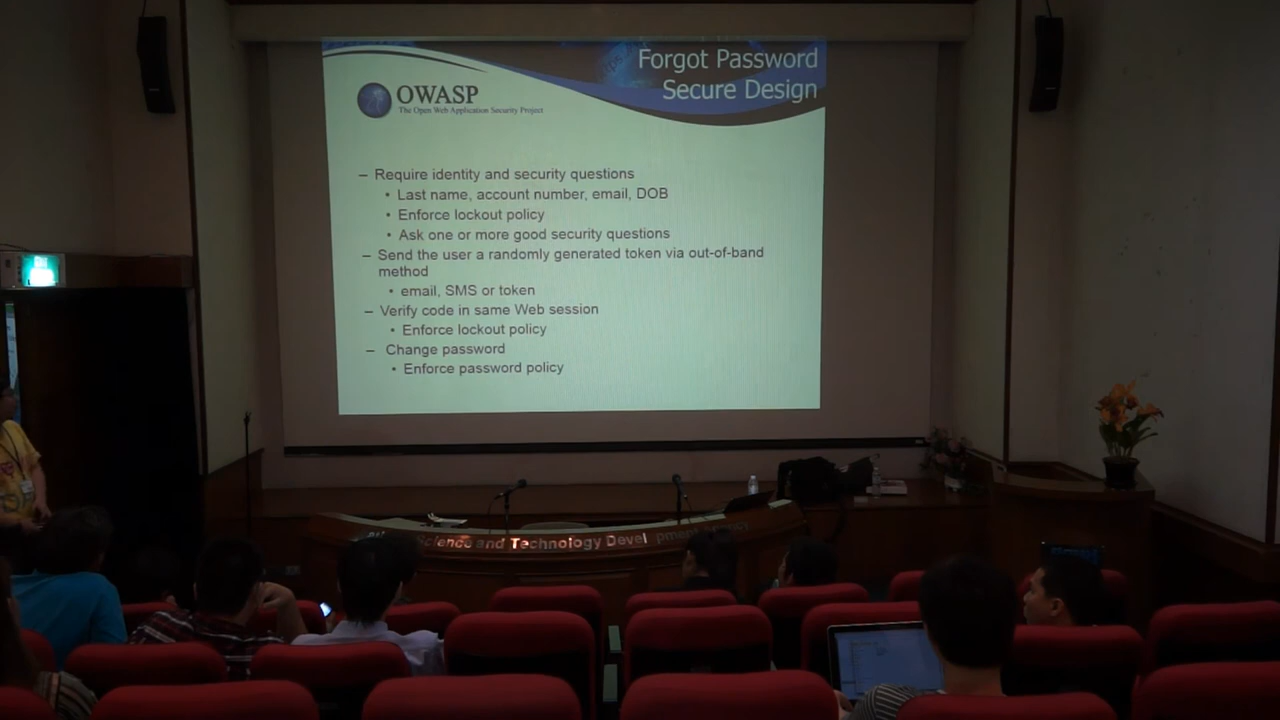 Forgot Password
Secure Design
OWASP
The Open Web Application Security Project
– Require identity and security questions
• Last name, account number, email, DOB
• Enforce lockout policy
• Ask one or more good security questions
– Send the user a randomly generated token via out-of-band
method
• email, SMS or token
– Verify code in same Web session
• Enforce lockout policy
– Change password
• Enforce password policy
Science and Technology Devel pment